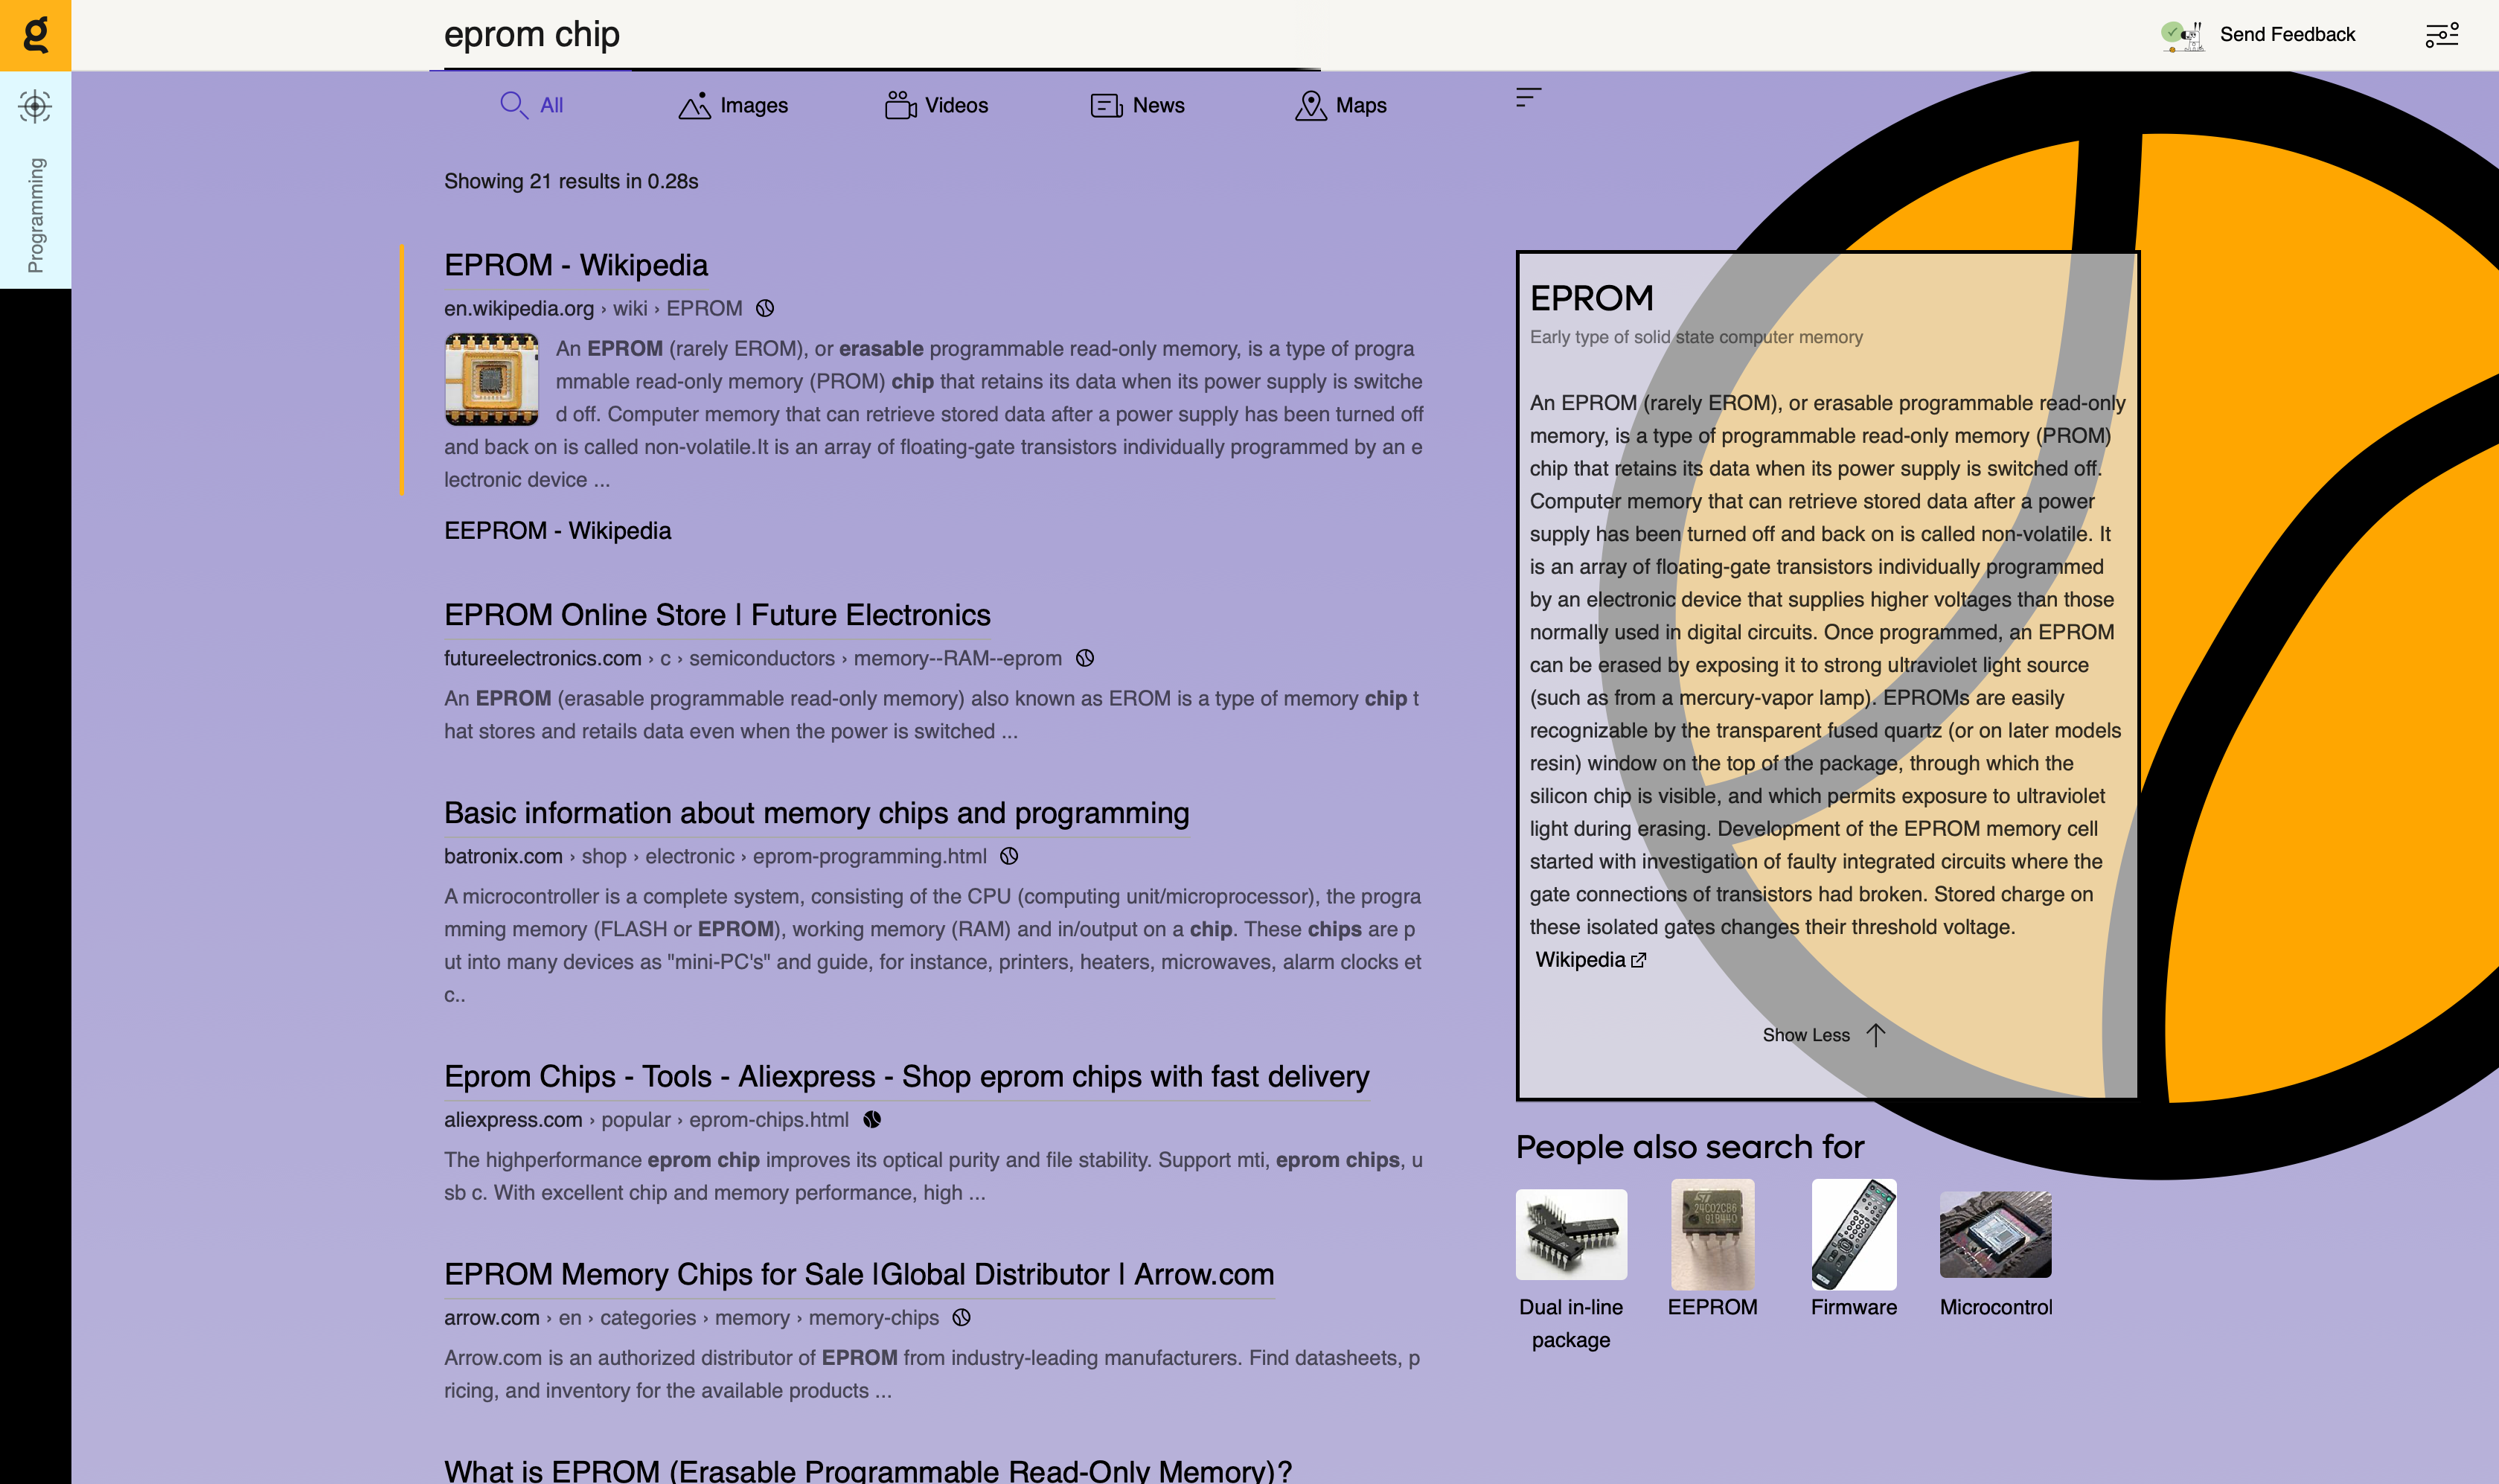 g
eprom chip
Send Feedback
Programming
All
Images
Videos
News
Maps
Showing 21 results in 0.28s
EPROM - Wikipedia
en.wikipedia.org › wiki › EPROM
An EPROM (rarely EROM), or erasable programmable read-only memory, is a type of progra
mmable read-only memory (PROM) chip that retains its data when its power supply is switche
d off. Computer memory that can retrieve stored data after a power supply has been turned off
and back on is called non-volatile.It is an array of floating-gate transistors individually programmed by an e
lectronic device ...
EEPROM - Wikipedia
EPROM Online Store | Future Electronics
futureelectronics.com › c › semiconductors › memory--RAM--eprom
An EPROM (erasable programmable read-only memory) also known as EROM is a type of memory chip t
hat stores and retails data even when the power is switched ...
Basic information about memory chips and programming
batronix.com › shop › electronic › eprom-programming.html
A microcontroller is a complete system, consisting of the CPU (computing unit/microprocessor), the progra
mming memory (FLASH or EPROM), working memory (RAM) and in/output on a chip. These chips are p
ut into many devices as "mini-PC's" and guide, for instance, printers, heaters, microwaves, alarm clocks et
c..
Eprom Chips - Tools - Aliexpress - Shop eprom chips with fast delivery
aliexpress.com › popular › eprom-chips.html
The highperformance eprom chip improves its optical purity and file stability. Support mti, eprom chips, u
sb c. With excellent chip and memory performance, high ...
EPROM Memory Chips for Sale |Global Distributor | Arrow.com
arrow.com › en › categories › memory › memory-chips
Arrow.com is an authorized distributor of EPROM from industry-leading manufacturers. Find datasheets, p
ricing, and inventory for the available products ...
What is EPROM (Erasable Programmable Read-Only Memory)?
EPROM
Early type of solid state computer memory
An EPROM (rarely EROM), or erasable programmable read-only
memory, is a type of programmable read-only memory (PROM)
chip that retains its data when its power supply is switched off.
Computer memory that can retrieve stored data after a power
supply has been turned off and back on is called non-volatile. It
is an array of floating-gate transistors individually programmed
by an electronic device that supplies higher voltages than those
normally used in digital circuits. Once programmed, an EPROM
can be erased by exposing it to strong ultraviolet light source
(such as from a mercury-vapor lamp). EPROMs are easily
recognizable by the transparent fused quartz (or on later models
resin) window on the top of the package, through which the
silicon chip is visible, and which permits exposure to ultraviolet
light during erasing. Development of the EPROM memory cell
started with investigation of faulty integrated circuits where the
gate connections of transistors had broken. Stored charge on
these isolated gates changes their threshold voltage.
Wikipedia
Show Less
People also search for
24C02CB6
91B440
Dual in-line
package
EEPROM
Firmware
Microcontrol